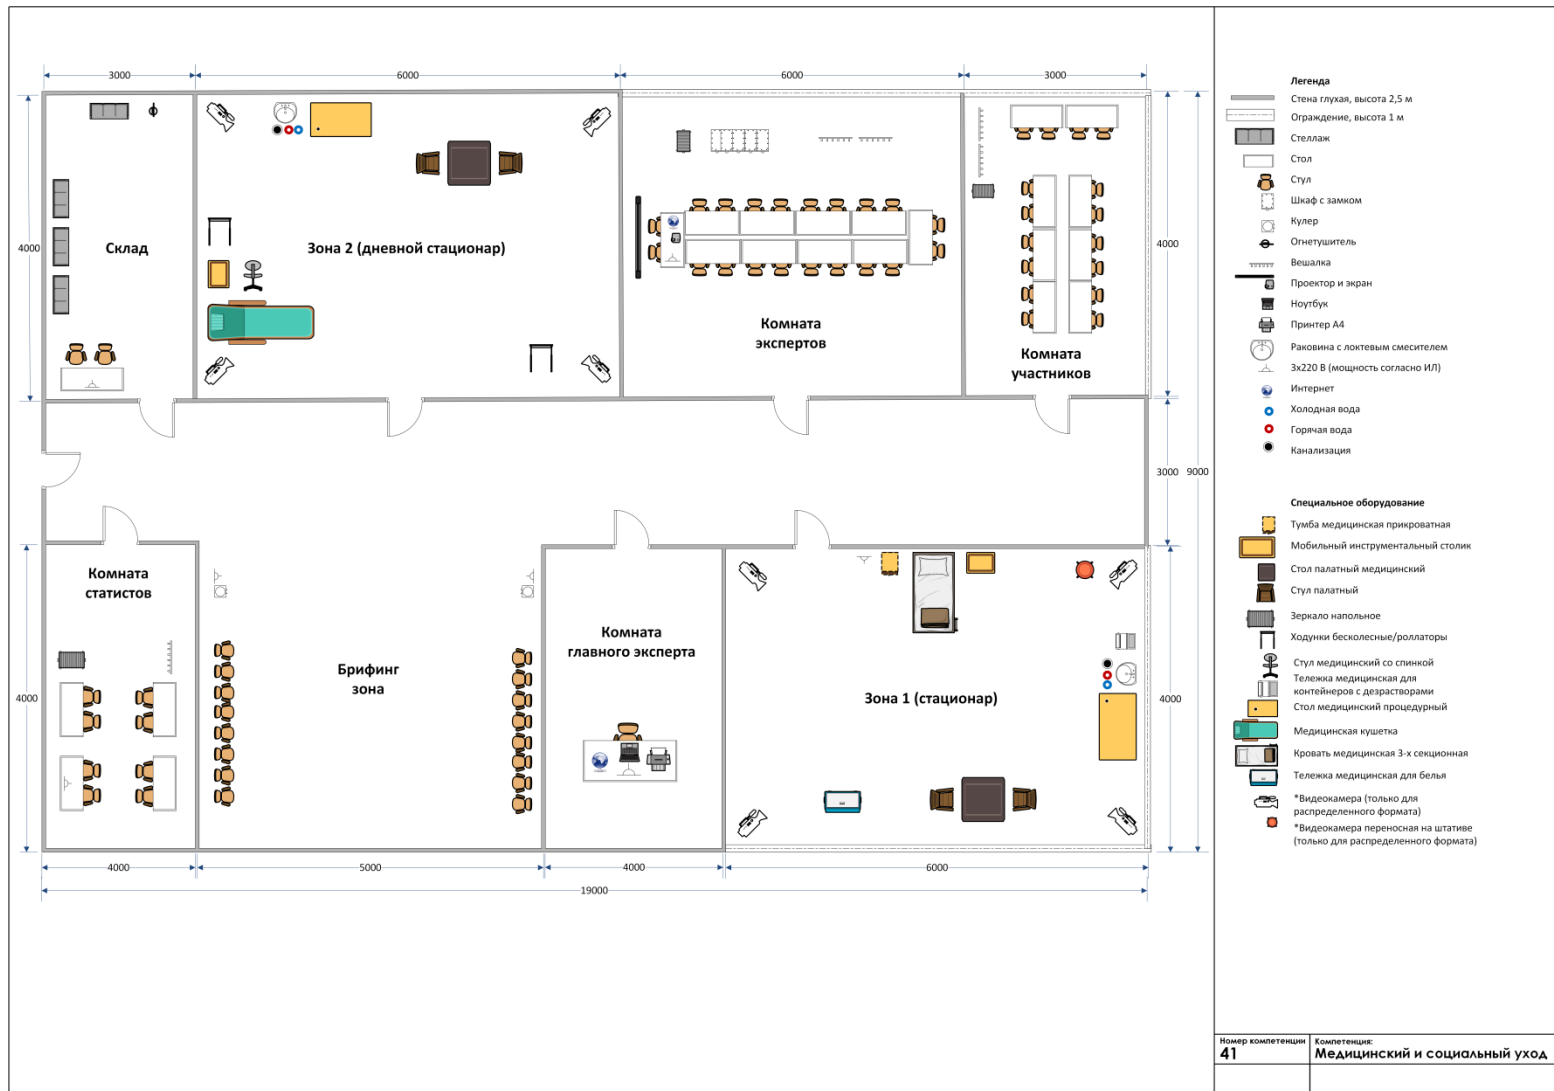 3000
6000
6000
3000
4000
Склад
Зона 2 (дневной стационар)
Комната
экспертов
Комната
участников
4000
3000
9000
Комната
статистов
Брифинг
зона
Комната
главного эксперта
Зона 1 (стационар)
4000
4000
4000
5000
4000
6000
19000
Легенда
Стена глухая, высота 2,5 м
Ограждение, высота 1 м
Стеллаж
Стол
Стул
Шкаф с замком
Кулер
Огнетушитель
Вешалка
Проектор и экран
Ноутбук
Принтер А4
Раковина с локтевым смесителем
3х220 В (мощность согласно ИЛ)
Интернет
Холодная вода
Горячая вода
Канализация
Специальное оборудование
Тумба медицинская прикроватная
Мобильный инструментальный столик
Стол палатный медицинский
Стул палатный
Зеркало напольное
Ходунки бесколесные/роллаторы
Стул медицинский со спинкой
Тележка медицинская для
контейнеров с дезрастворами
Стол медицинский процедурный
Медицинская кушетка
Кровать медицинская 3-х секционная
Тележка медицинская для белья
*Видеокамера (только для
распределенного формата)
*Видеокамера переносная на штативе
(только для распределенного формата)
Номер компетенции
41
Компетенция:
Медицинский и социальный уход